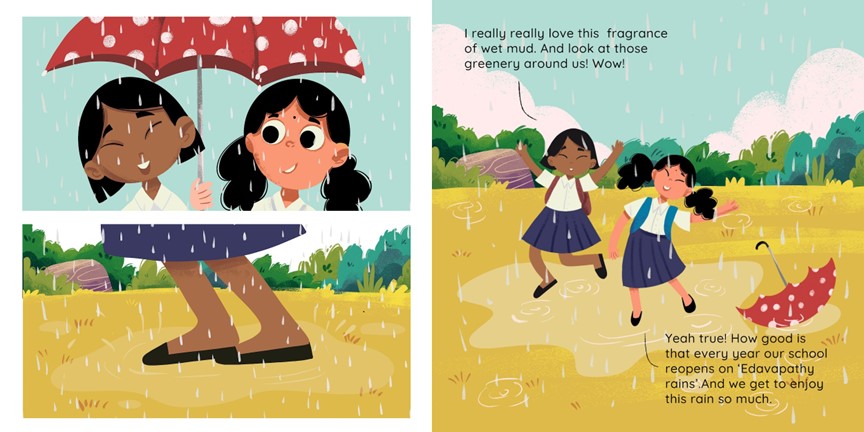 I really really love this fragrance
of wet mud. And look at those
greenery around us! Wow!
Yeah true! How good is
that every year our school
reopens on ‘Edavapathy
rains’.And we get to enjoy
this rain so much.